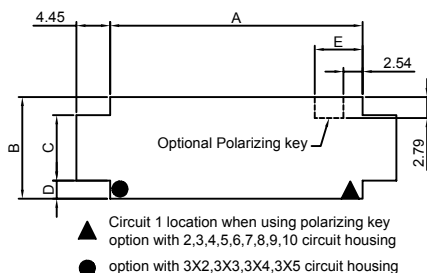 4.45
A
E
2.54
B
C
D
2.79
Optional Polarizing key
Circuit 1 location when using polarizing key
option with 2,3,4,5,6,7,8,9,10 circuit housing
option with 3X2,3X3,3X4,3X5 circuit housing